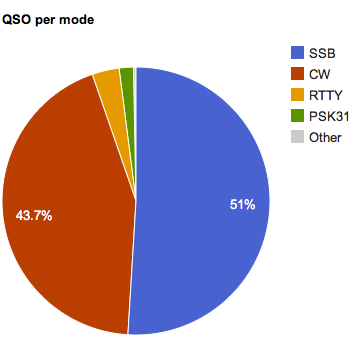 QSO per mode
SSB
CW
RTTY
PSK31
Other
51%
43.7%